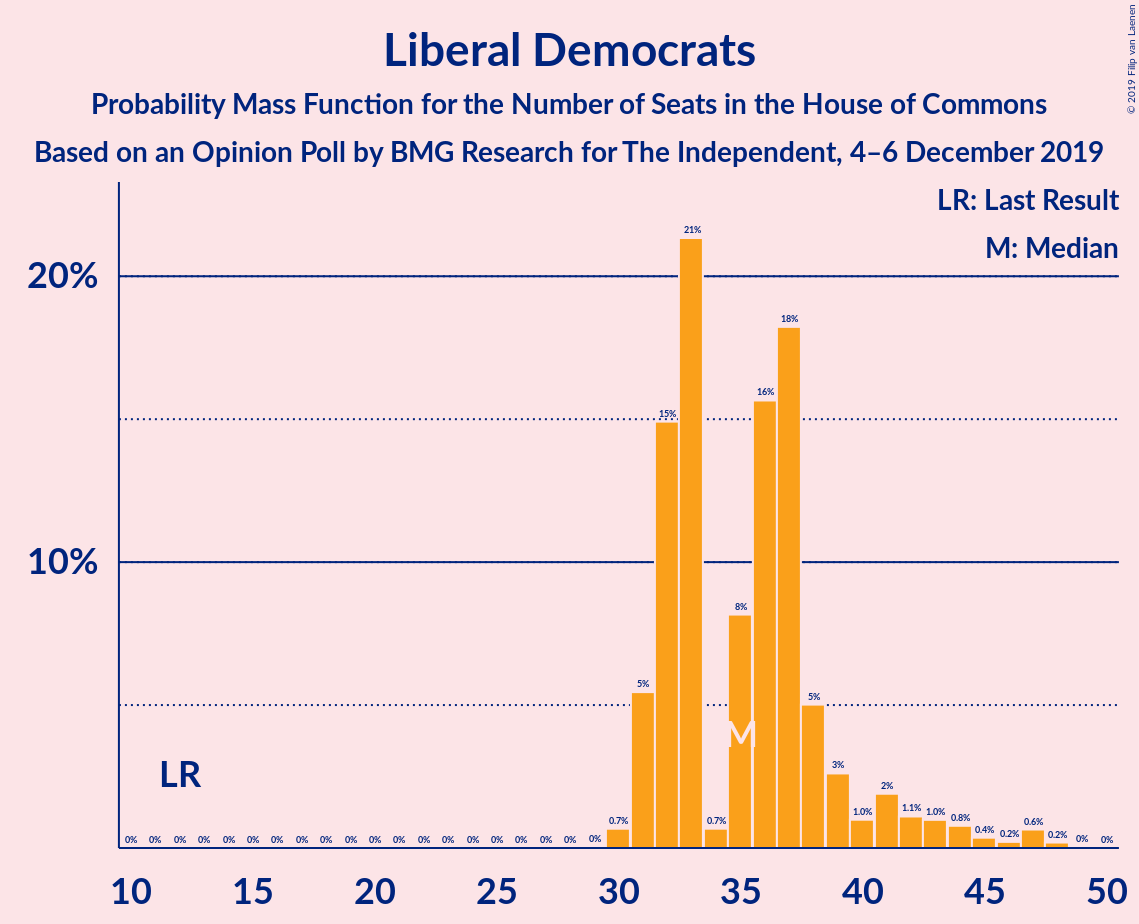 © 2019 Filip van Laenen
Liberal Democrats
Probability Mass Function for the Number of Seats in the House of Commons
Based on an Opinion Poll by BMG Research for The Independent, 4–6 December 2019
LR: Last Result
M: Median
20%
10%
21%
18%
16%
15%
8%
5%
5%
3%
2%
M
LR
0% 0% 0% 0% 0% 0% 0% 0% 0% 0% 0% 0% 0% 0% 0% 0% 0% 0% 0% 0% 0.7% 0.7% 1.0% 1.1% 1.0% 0.8% 0.4% 0.2% 0.6% 0.2% 0% 0%
10 15 20 25 30 35 40 45 50